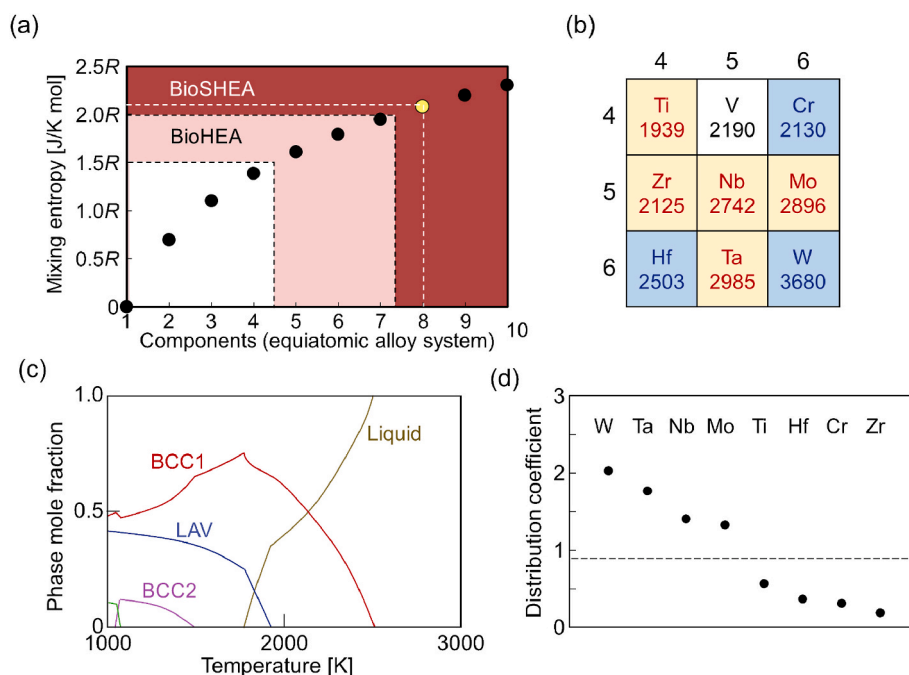 (a)
Mixing entropy [J/K mol]
2.5R
2.0R
1.5R
1.0R
0.5R
0
BioSHEA
BioHEA
1 2 3 4 5 6 7 8 9 10
Components (equiatomic alloy system)
(b)
4 5 6
4
Ti V Cr
1939 2190 2130
5
Zr Nb Mo
2125 2742 2896
6
Hf Ta W
2503 2985 3680
(c)
Phase mole fraction
1.0
0.5
0
BCC1
Liquid
LAV
BCC2
1000 2000 3000
Temperature [K]
(d)
Distribution coefficient
3
2
1
0
W Ta Nb Mo Ti Hf Cr Zr